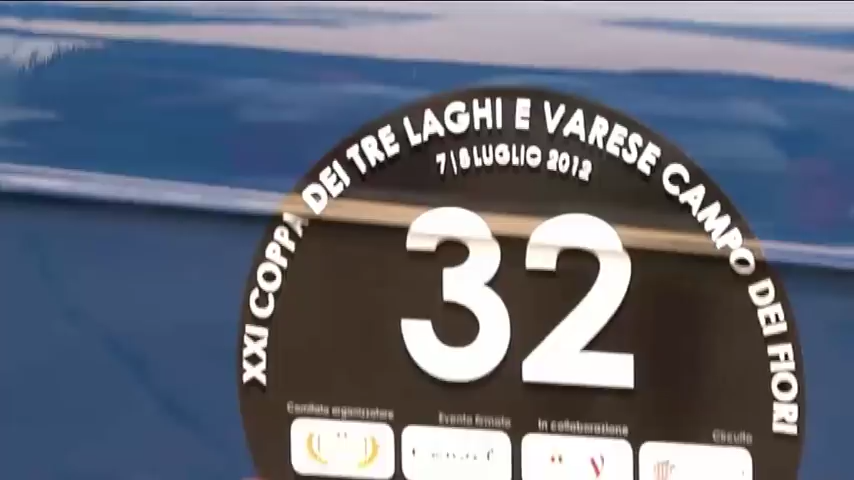 XXI COPPA DEI TRE LAGHI E VARESE CAMPO DEI FIORI
7|8 LUGLIO 2012
32
Comitato organizzatore Evento firmato In collaborazione Circuito